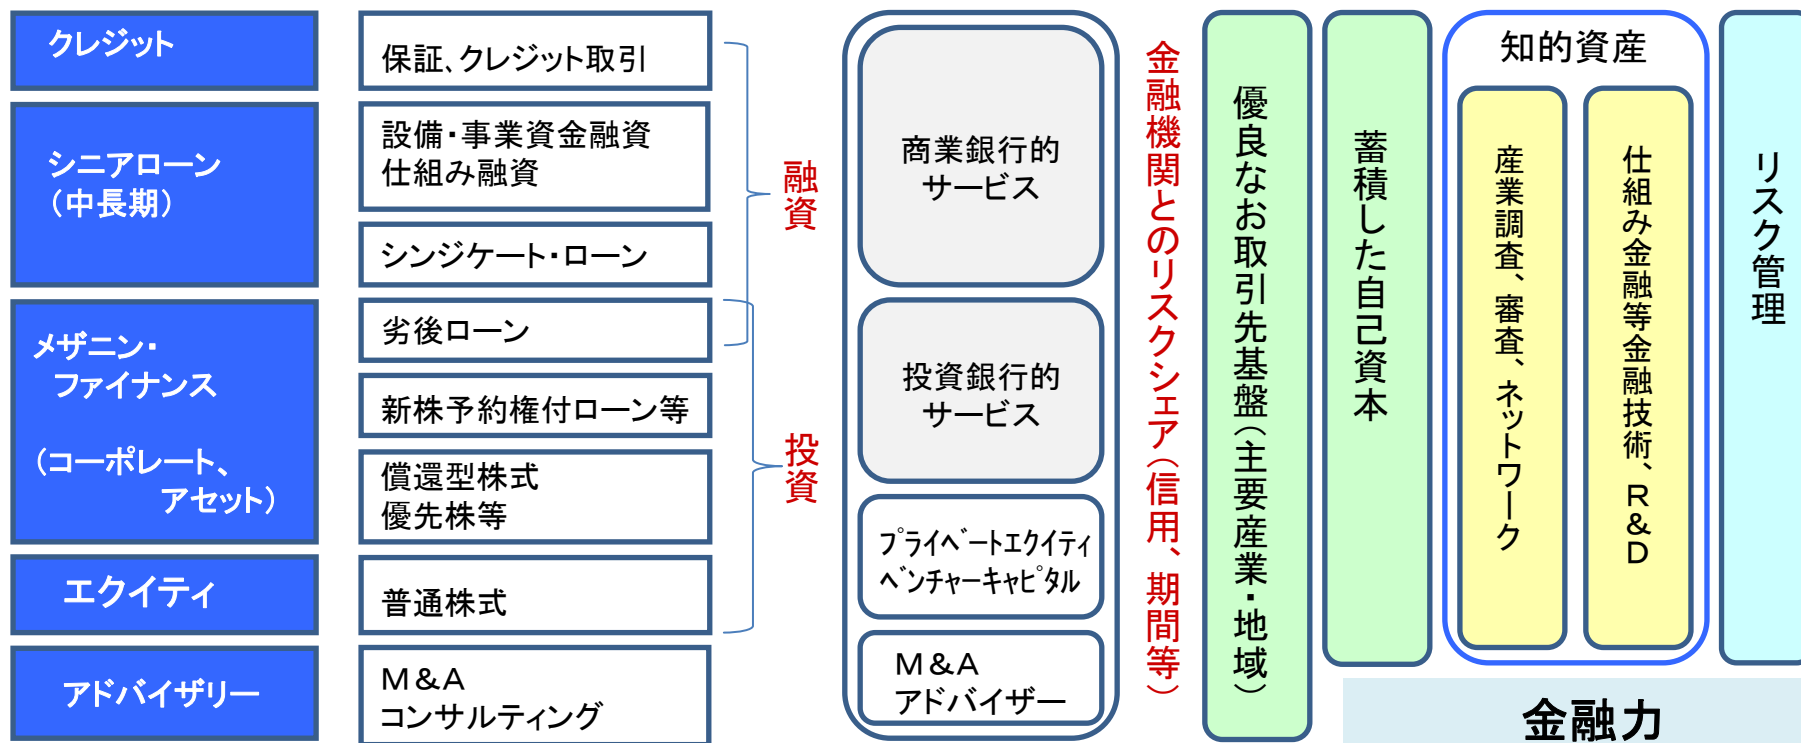 クレジット
保証、クレジット取引
シニアローン
（中長期）
設備・事業資金融資
仕組み融資
シンジケート・ローン
メザニン・
ファイナンス
（コーポレート、
アセット）
劣後ローン
新株予約権付ローン等
償還型株式
優先株等
エクイティ
普通株式
アドバイザリー
Ｍ＆Ａ
コンサルティング
融資
投資
商業銀行的
サービス
投資銀行的
サービス
ﾌﾟﾗｲﾍﾞｰﾄｴｸｲﾃｨ
ﾍﾞﾝﾁｬｰｷｬﾋﾟﾀﾙ
Ｍ＆Ａ
アドバイザー
金融機関とのリスクシェア（信用、期間等）
優良なお取引先基盤（主要産業・地域）
蓄積した自己資本
知的資産
産業調査、審査、ネットワーク
仕組み金融等金融技術、Ｒ＆Ｄ
リスク管理
金融力